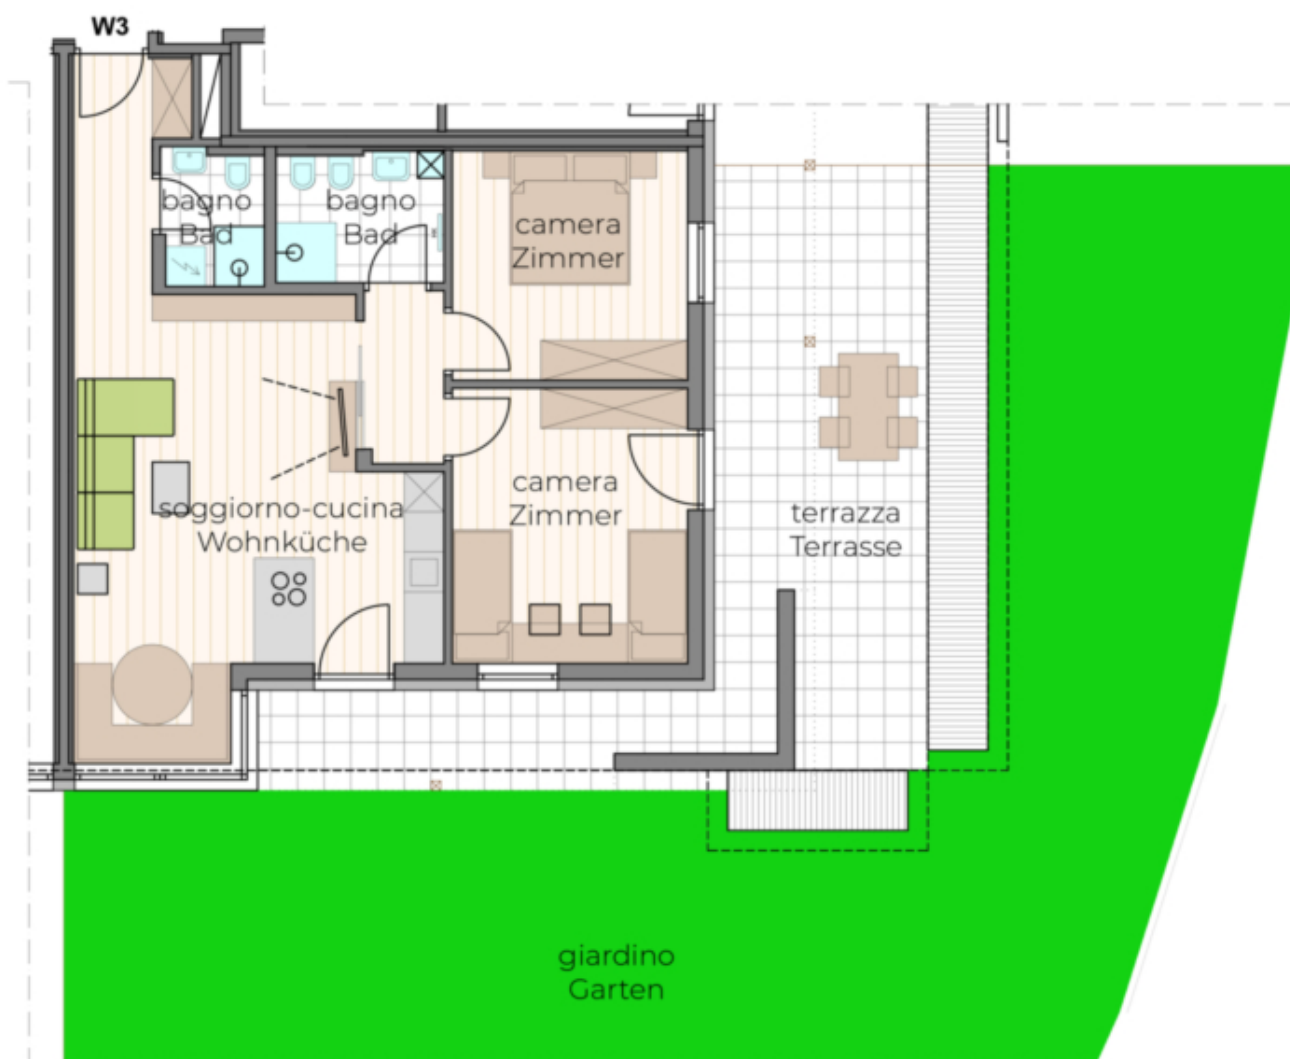 W3
bagno
Bad
bagno
Bad
camera
Zimmer
camera
Zimmer
soggiorno-cucina
Wohnküche
terrazza
Terrasse
giardino
Garten